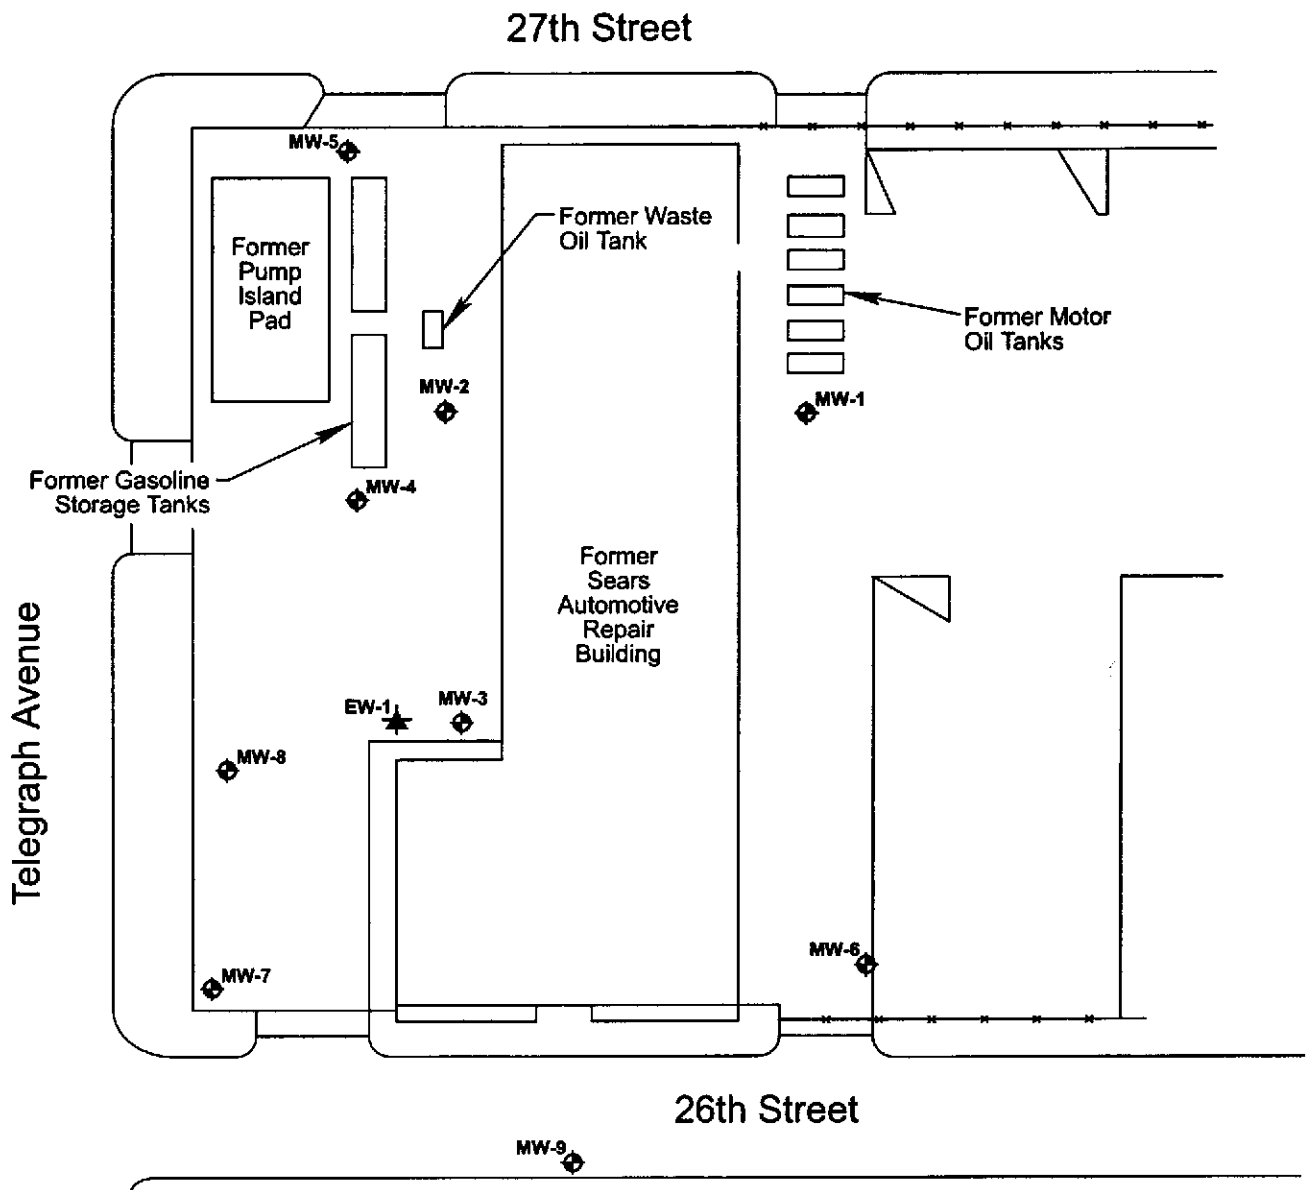 27th Street
MW-5
Former Waste
Oil Tank
Former
Pump
Island
Pad
Former Motor
Oil Tanks
MW-2
MW-1
Former Gasoline
Storage Tanks
MW-4
Former
Sears
Automotive
Repair
Building
Telegraph Avenue
EW-1
MW-3
MW-8
MW-6
MW-7
26th Street
MW-9